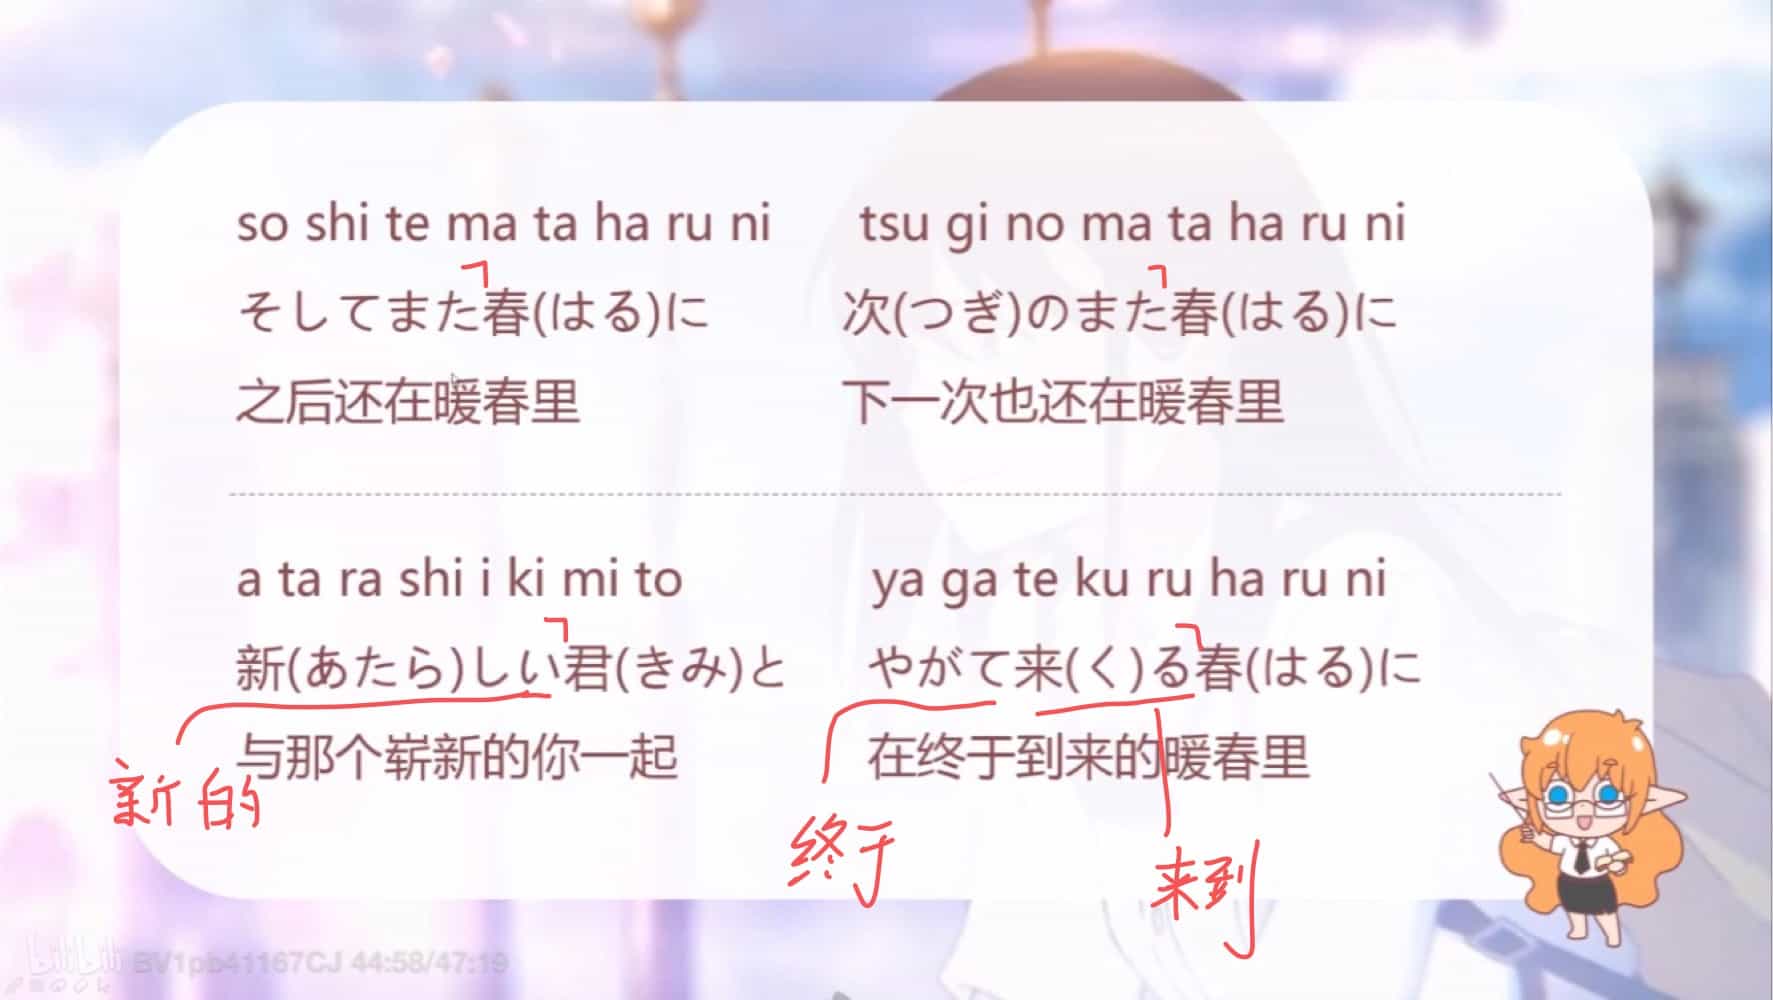 so shi te ma ta ha ru ni
そしてまた春(はる)に
之后还在暖春里
tsu gi no ma ta ha ru ni
次(つぎ)のまた春(はる)に
下一次也还在暖春里
a ta ra shi i ki mi to
新(あたら)しい君(きみ)と
与那个崭新的你一起
新的
ya ga te ku ru ha ru ni
やがて来(く)る春(はる)に
在终于到来的暖春里
终于
来到
bilibili BV1pb41167CJ 44:58/47:19